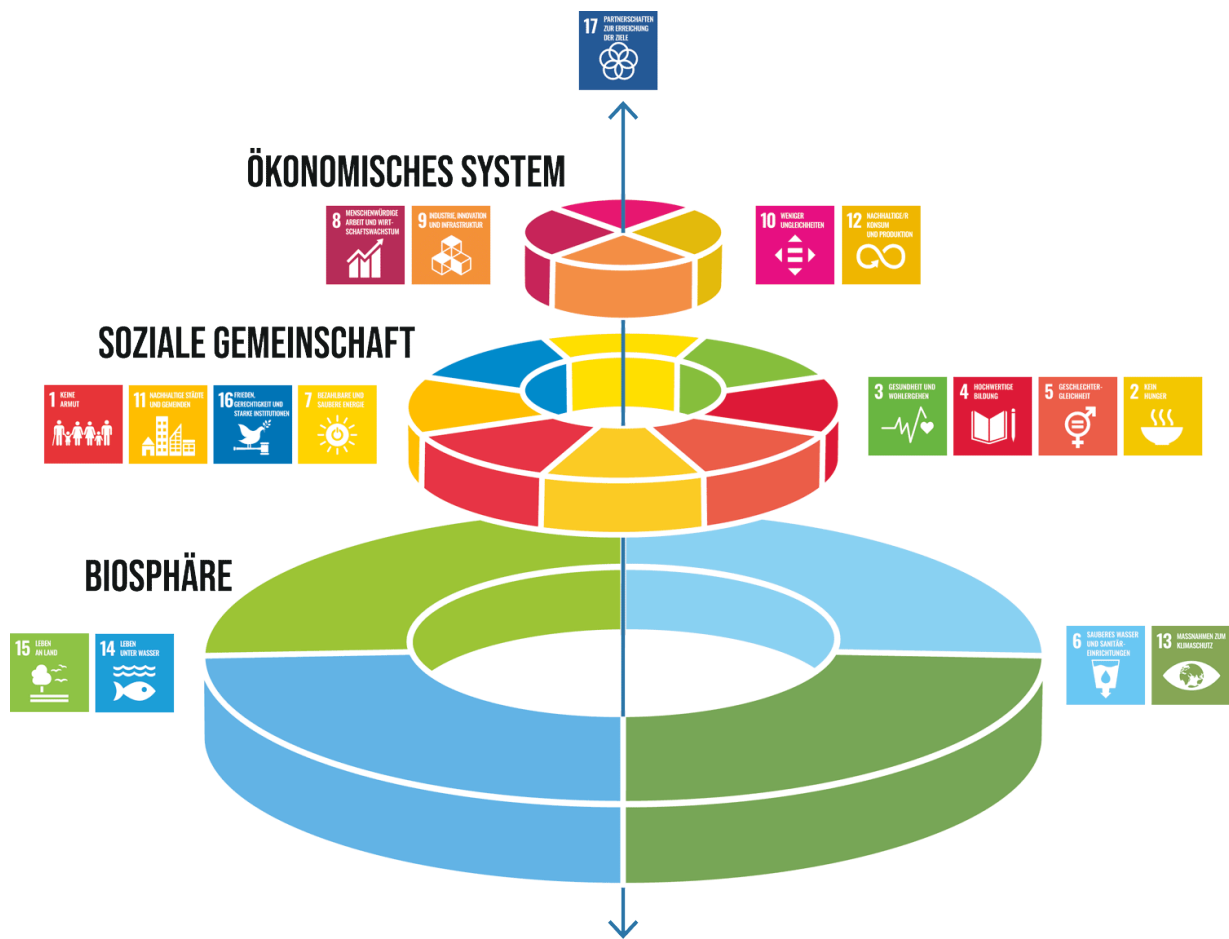 17 PARTNERSCHAFTEN
ZUR ERREICHUNG
DER ZIELE
ÖKONOMISCHES SYSTEM
8 MENSCHENWÜRDIGE
ARBEIT UND WIRT-
SCHAFTSWACHSTUM
9 INDUSTRIE, INNOVATION
UND INFRASTRUKTUR
10 WENIGER
UNGLEICHHEITEN
12 NACHHALTIGE/R
KONSUM
UND PRODUKTION
SOZIALE GEMEINSCHAFT
1 KEINE
ARMUT
11 NACHHALTIGE STÄDTE
UND GEMEINDEN
16 FRIEDEN,
GERECHTIGKEIT UND
STARKE INSTITUTIONEN
7 BEZAHLBARE UND
SAUBERE ENERGIE
3 GESUNDHEIT UND
WOHLERGEHEN
4 HOCHWERTIGE
BILDUNG
5 GESCHLECHTER-
GLEICHHEIT
2 KEIN
HUNGER
BIOSPHÄRE
15 LEBEN
AN LAND
14 LEBEN
UNTER WASSER
6 SAUBERES WASSER
UND SANITÄR-
EINRICHTUNGEN
13 MASSNAHMEN ZUM
KLIMASCHUTZ